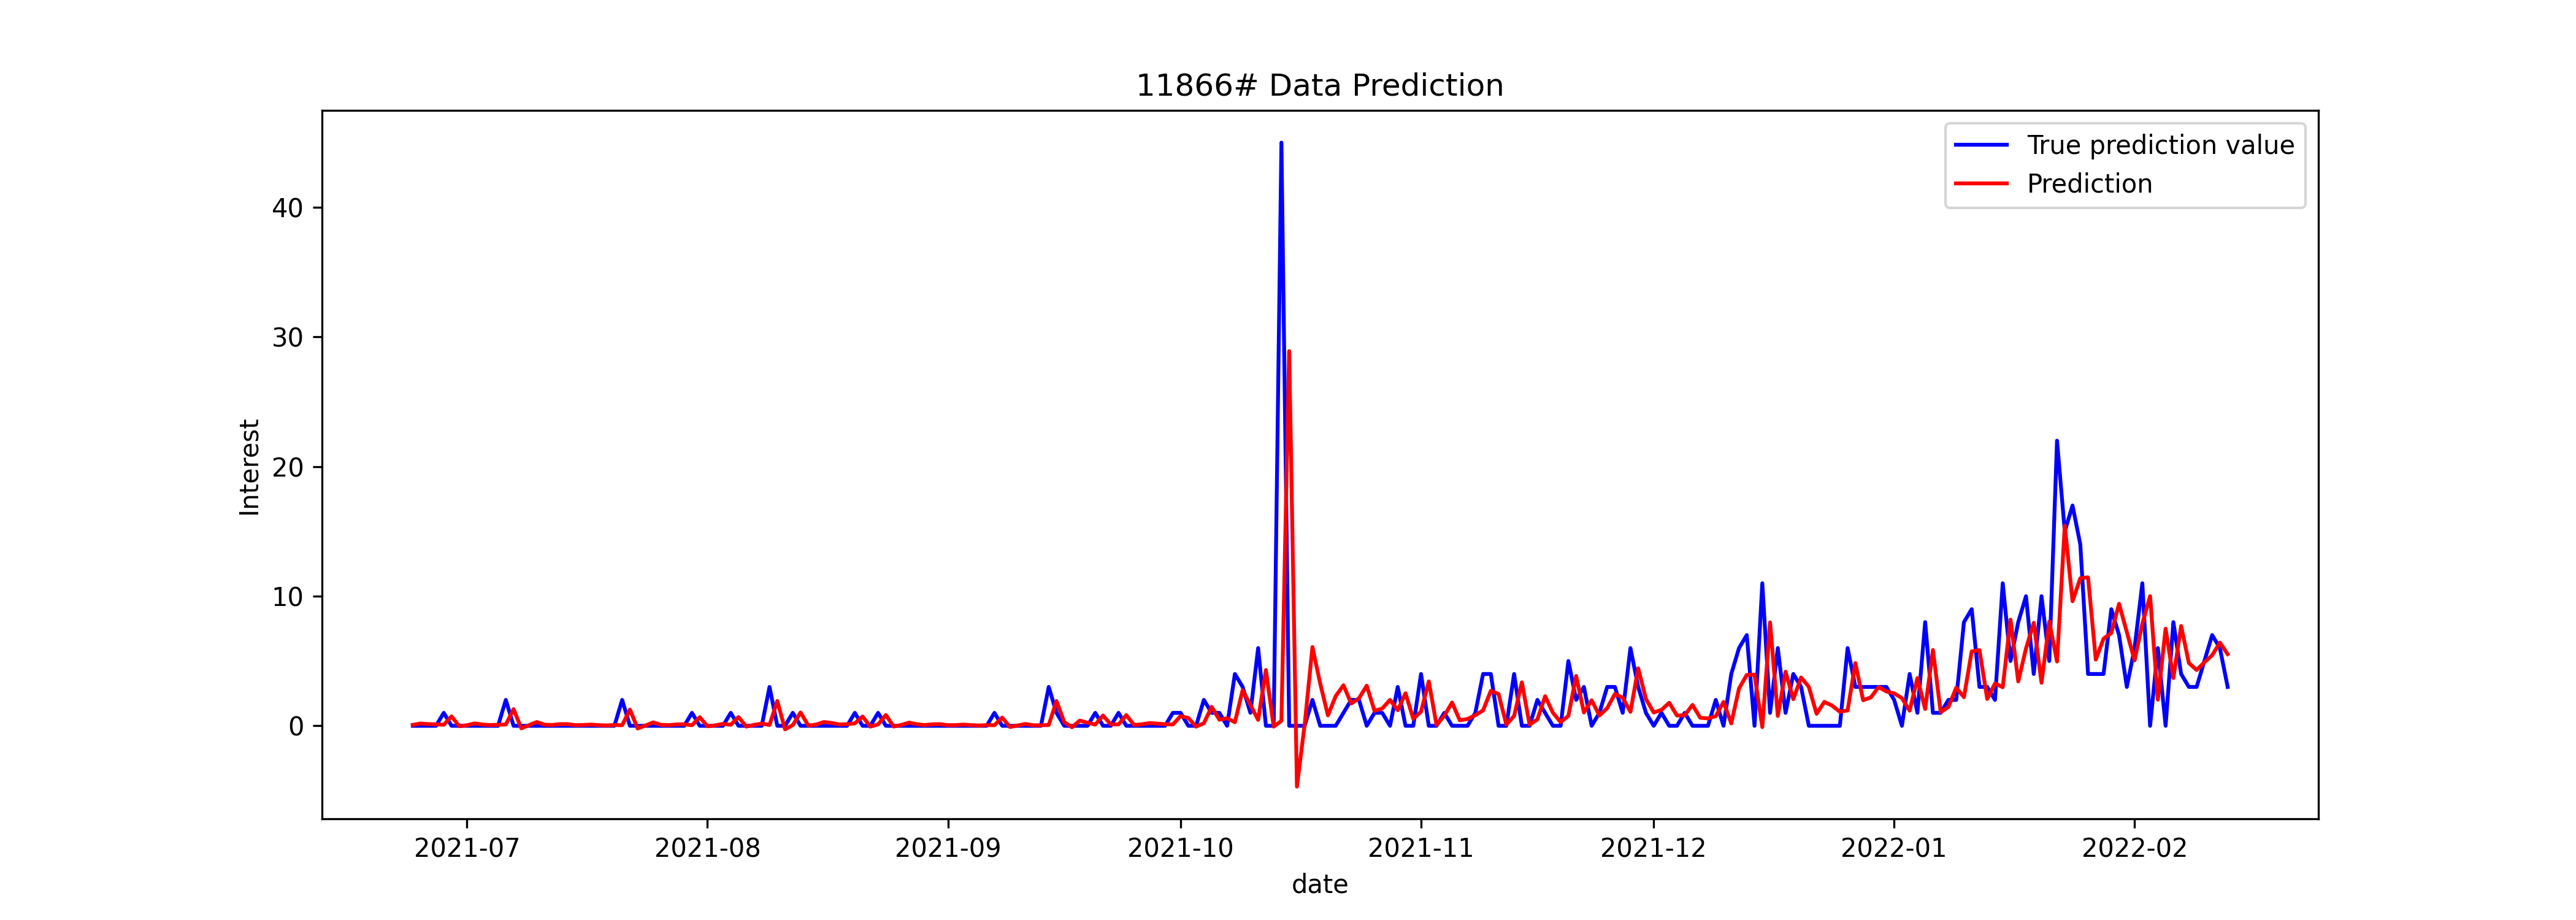 11866# Data Prediction
True prediction value
Prediction
40
30
20
10
0
Interest
2021-07 2021-08 2021-09 2021-10 2021-11 2021-12 2022-01 2022-02
date